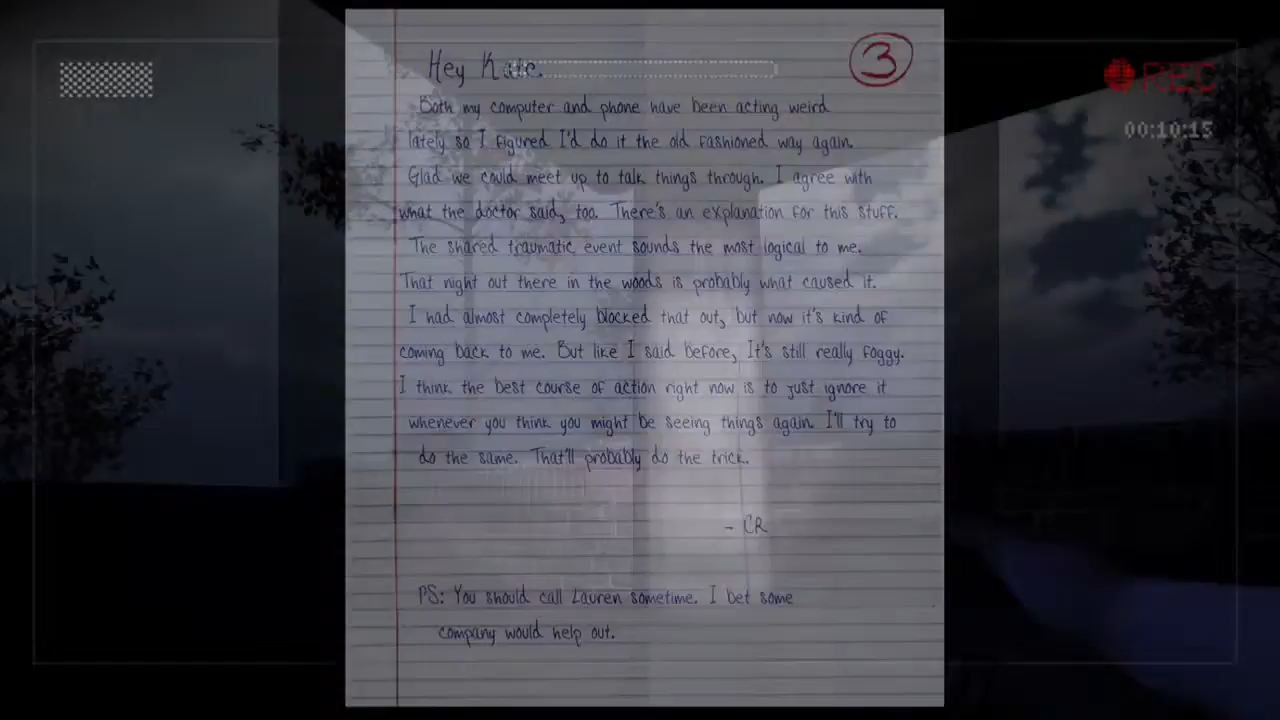 Hey Kate.
3
REC
00:10:15
Both my computer and phone have been acting weird
lately so I figured I'd do it the old fashioned way again.
Glad we could meet up to talk things through. I agree with
what the doctor said, too. There's an explanation for this stuff.
The shared traumatic event sounds the most logical to me.
That night out there in the woods is probably what caused it.
I had almost completely blocked that out, but now it's kind of
coming back to me. But like I said before, It's still really foggy.
I think the best course of action right now is to just ignore it
whenever you think you might be seeing things again. I'll try to
do the same. That'll probably do the trick.
- CR
PS: You should call Lauren sometime. I bet some
company would help out.